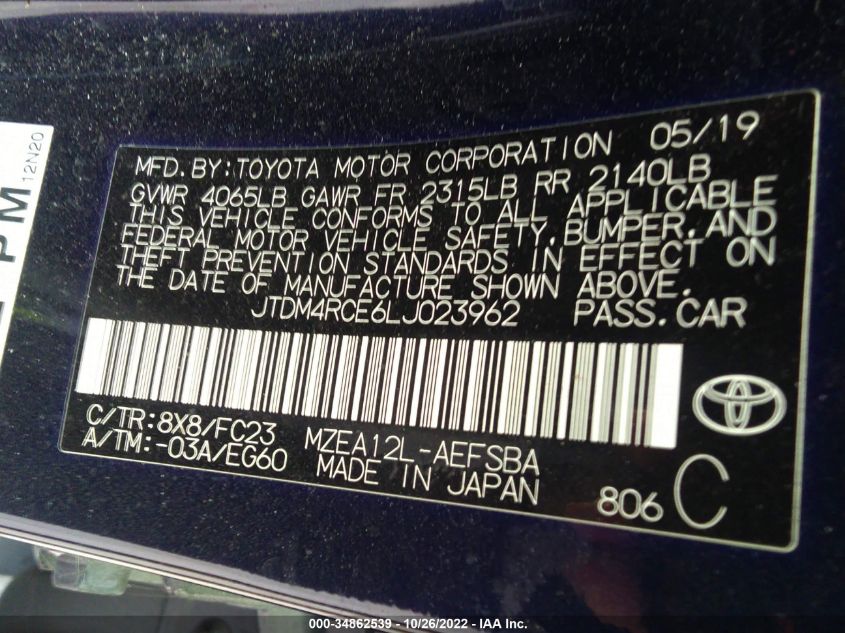 12N20
PM
MFD. BY: TOYOTA MOTOR CORPORATION 05/19
GVWR 4065LB GAWR FR 2315LB RR 2140LB
THIS VEHICLE CONFORMS TO ALL APPLICABLE
FEDERAL MOTOR VEHICLE SAFETY, BUMPER, AND
THEFT PREVENTION STANDARDS IN EFFECT ON
THE DATE OF MANUFACTURE SHOWN ABOVE.
JTDM4RCE6LJ023962 PASS. CAR
C/TR: 8X8/FC23 MZEA12L-AEFSBA
A/TM: -03A/EG60 MADE IN JAPAN
806 C
000-34862539 - 10/26/2022 - IAA Inc.